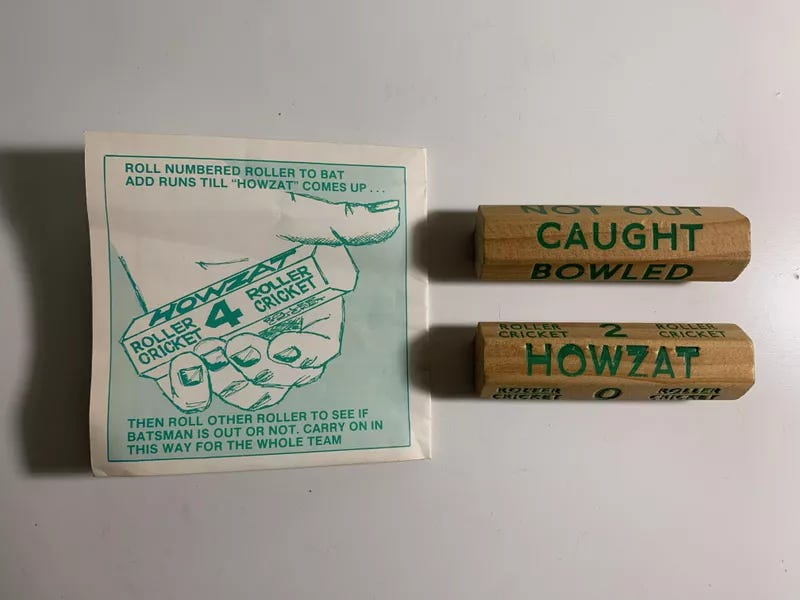 ROLL NUMBERED ROLLER TO BAT
ADD RUNS TILL "HOWZAT" COMES UP . . .
HOWZAT
ROLLER CRICKET
4
ROLLER CRICKET
THEN ROLL OTHER ROLLER TO SEE IF
BATSMAN IS OUT OR NOT. CARRY ON IN
THIS WAY FOR THE WHOLE TEAM
NOT OUT
CAUGHT
BOWLED
ROLLER CRICKET
2
ROLLER CRICKET
HOWZAT
ROLLER CRICKET
0
ROLLER CRICKET